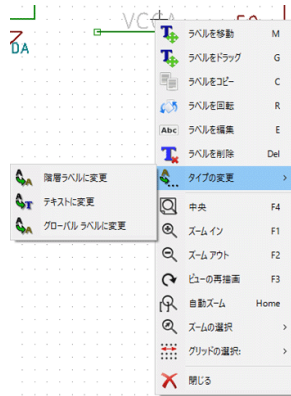 VCCA
DA
ラベルを移動 M
ラベルをドラッグ G
ラベルをコピー C
ラベルを回転 R
Abc ラベルを編集 E
ラベルを削除 Del
タイプの変更 >
階層ラベルに変更
テキストに変更
グローバル ラベルに変更
中央 F4
ズーム イン F1
ズーム アウト F2
ビューの再描画 F3
自動ズーム Home
ズームの選択 >
グリッドの選択: >
閉じる